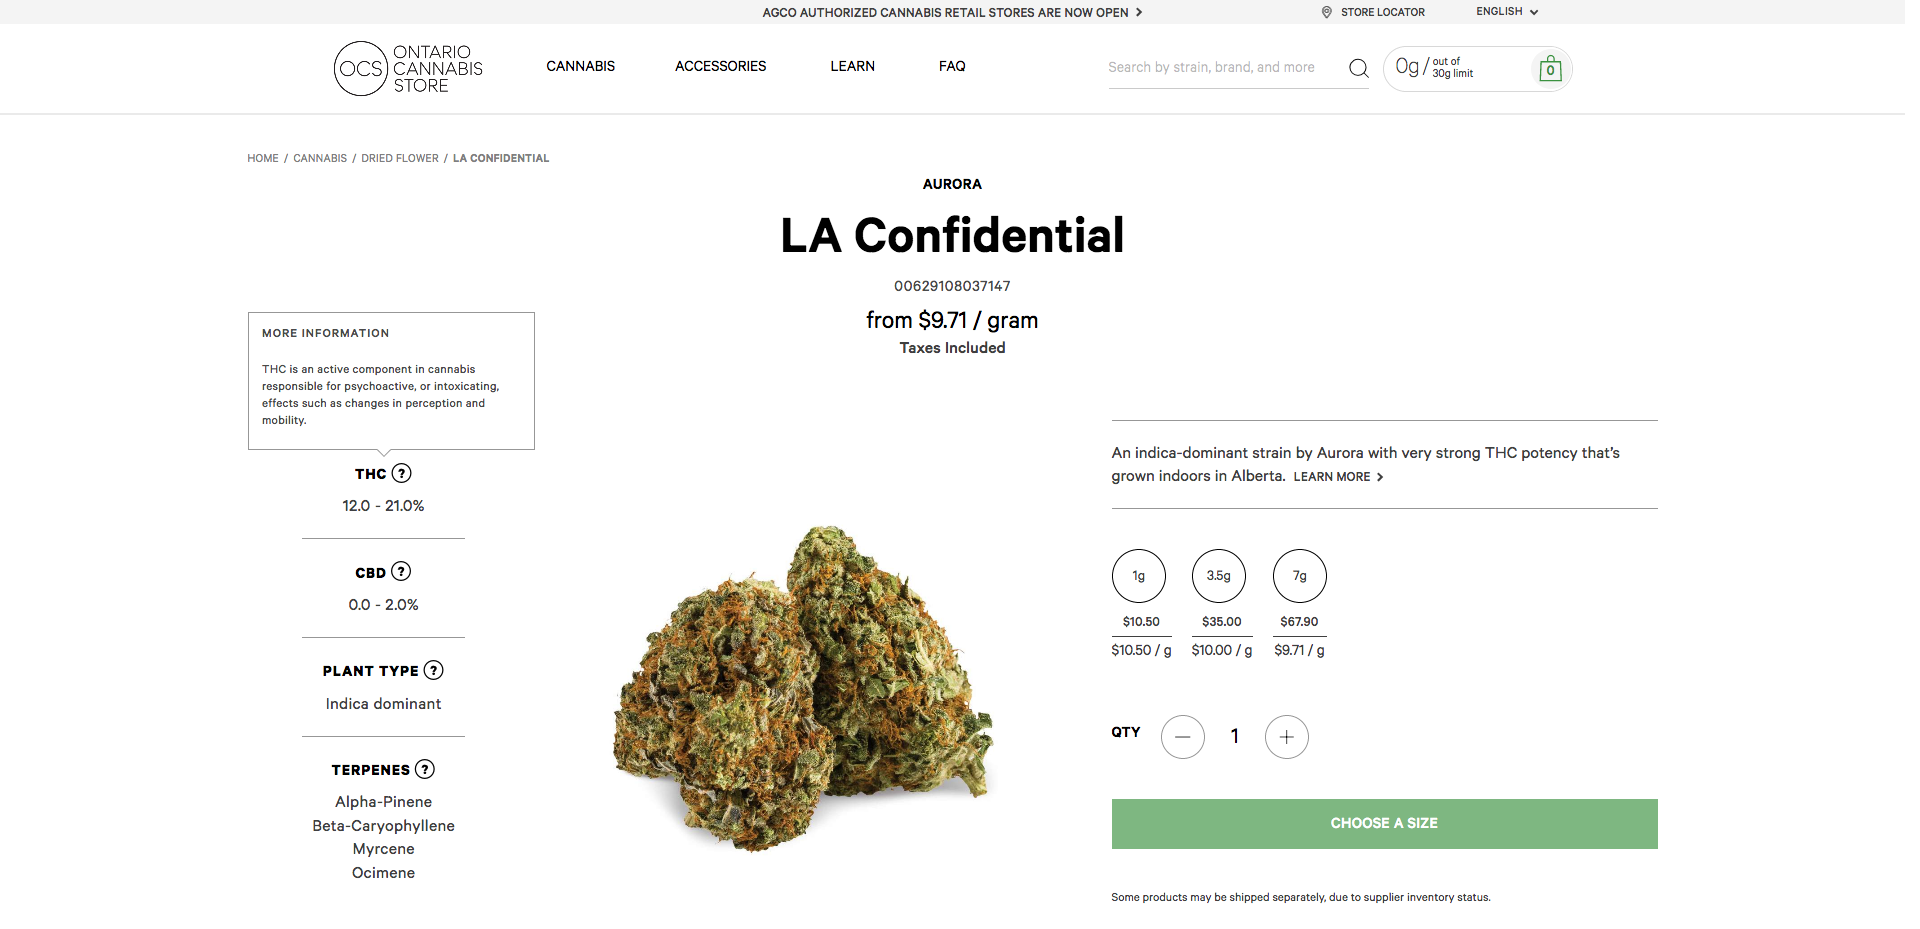 AGCO AUTHORIZED CANNABIS RETAIL STORES ARE NOW OPEN
STORE LOCATOR
ENGLISH
OCS
ONTARIO
CANNABIS
STORE
CANNABIS
ACCESSORIES
LEARN
FAQ
Search by strain, brand, and more
0g / out of
30g limit
0
HOME / CANNABIS / DRIED FLOWER / LA CONFIDENTIAL
AURORA
LA Confidential
00629108037147
from $9.71 / gram
Taxes Included
MORE INFORMATION
THC is an active component in cannabis
responsible for psychoactive, or intoxicating,
effects such as changes in perception and
mobility.
THC ?
12.0 - 21.0%
CBD ?
0.0 - 2.0%
PLANT TYPE ?
Indica dominant
TERPENES ?
Alpha-Pinene
Beta-Caryophyllene
Myrcene
Ocimene
An indica-dominant strain by Aurora with very strong THC potency that's
grown indoors in Alberta. LEARN MORE
1g 3.5g 7g
$10.50 $35.00 $67.90
$10.50 / g $10.00 / g $9.71 / g
QTY — 1 +
CHOOSE A SIZE
Some products may be shipped separately, due to supplier inventory status.